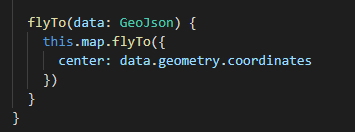 flyTo(data: GeoJson) {
this.map.flyTo({
center: data.geometry.coordinates
})
}
}